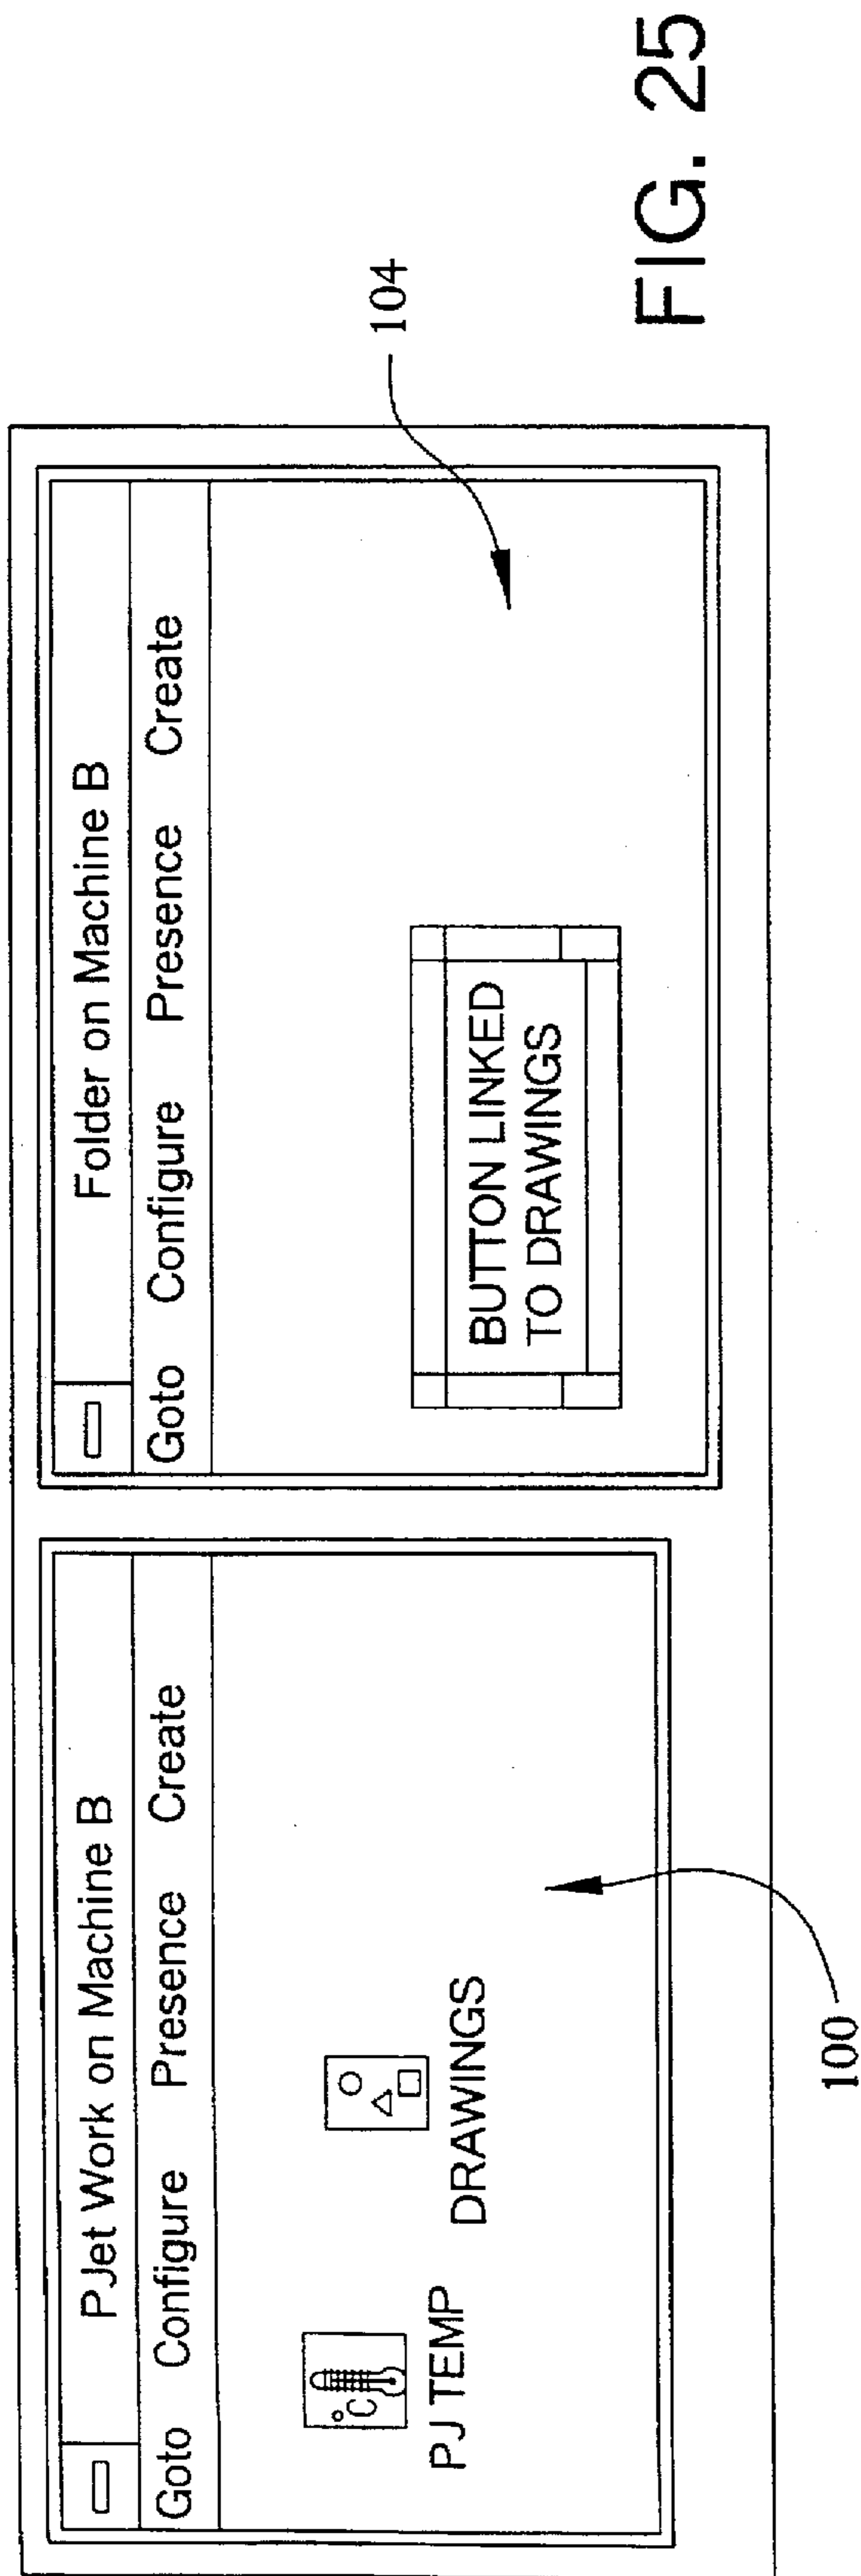 PJet Work on Machine B
Goto Configure Presence Create
°C
PJ TEMP
DRAWINGS
100
Folder on Machine B
Goto Configure Presence Create
BUTTON LINKED
TO DRAWINGS
104
FIG. 25